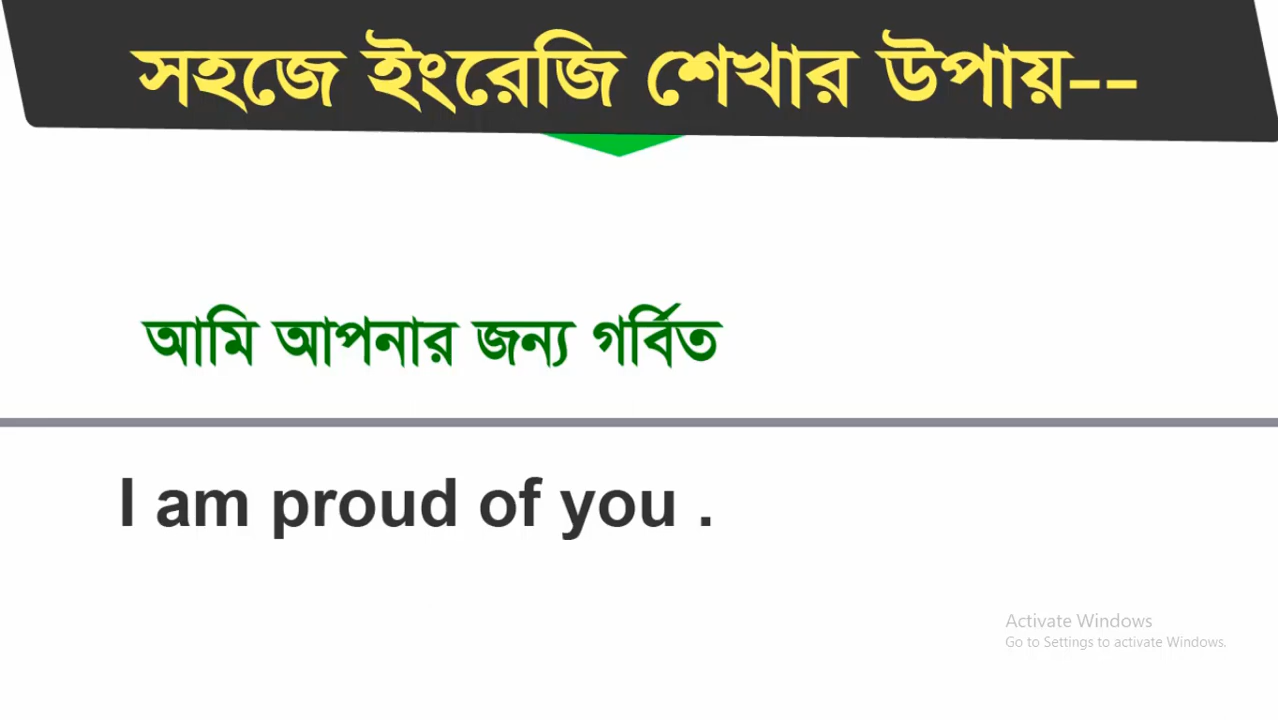 সহজে ইংরেজি শেখার উপায়--
আমি আপনার জন্য গর্বিত
I am proud of you .
Activate Windows
Go to Settings to activate Windows.